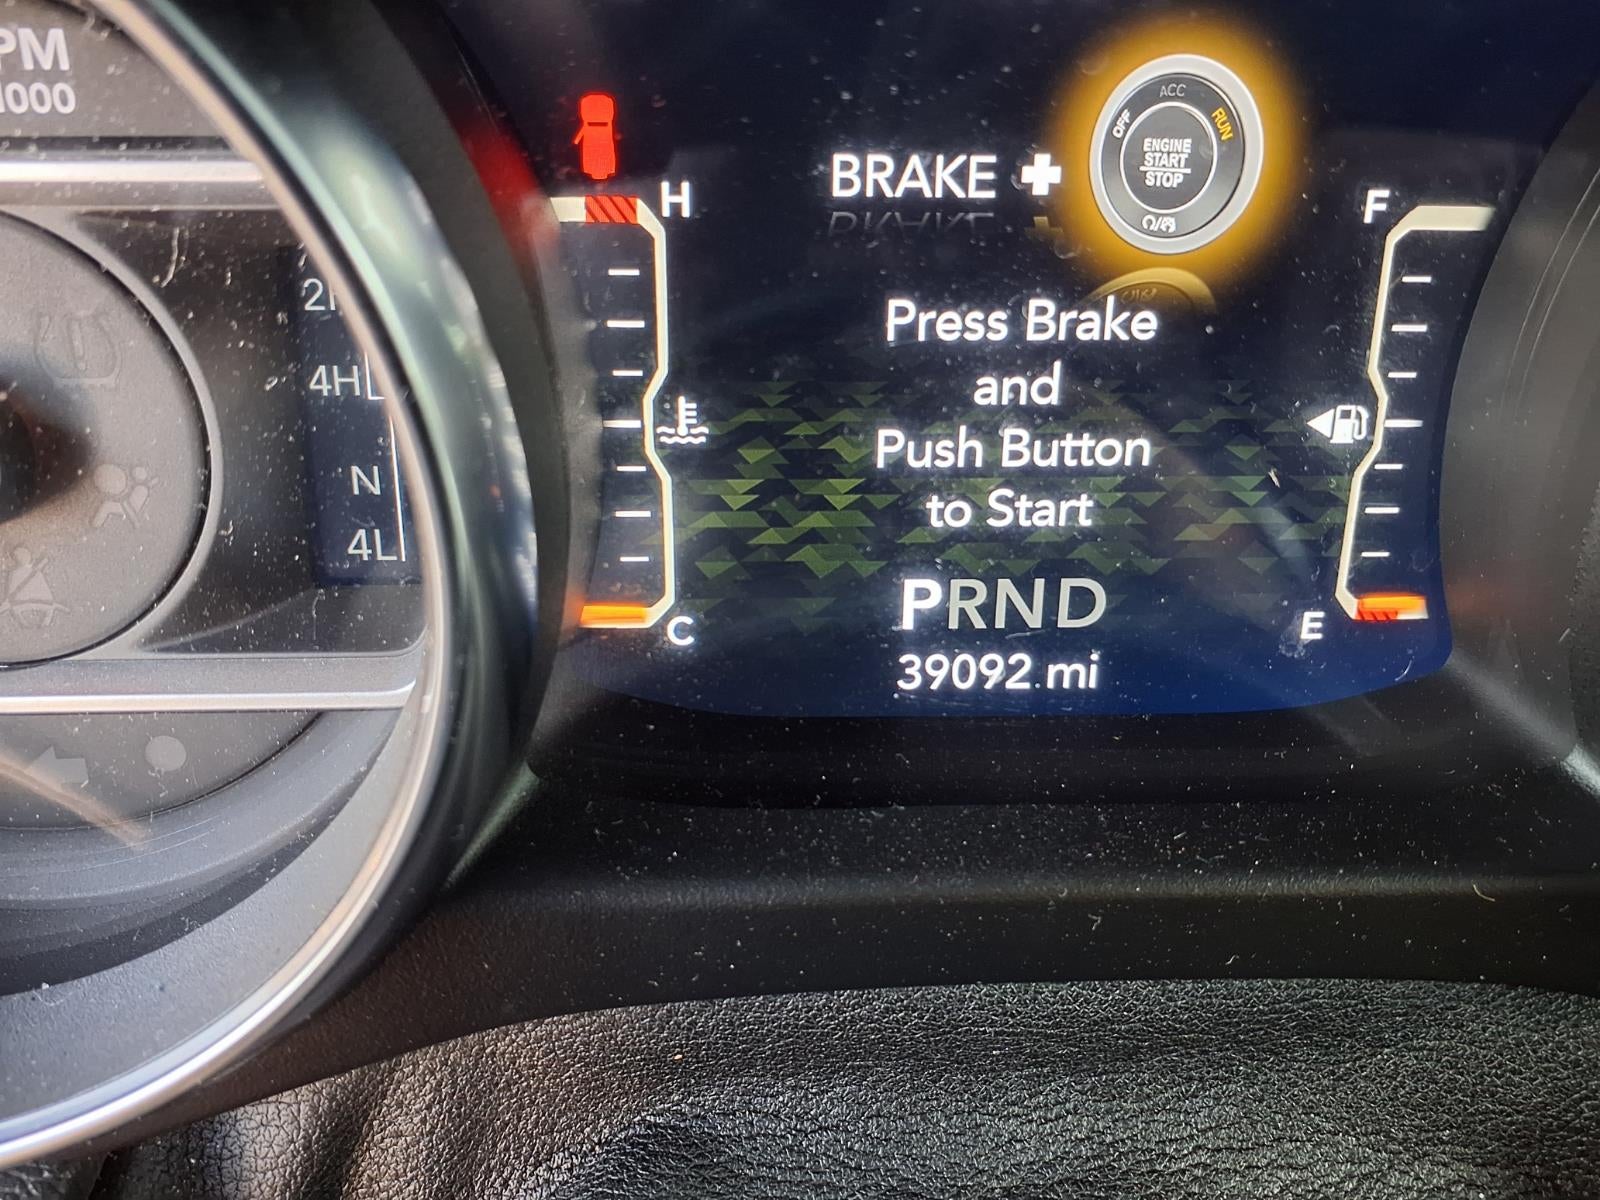 PM
1000
2H
4H
N
4L
H
C
BRAKE +
ACC
OFF
RUN
ENGINE
START
STOP
F
E
Press Brake
and
Push Button
to Start
PRND
39092 mi